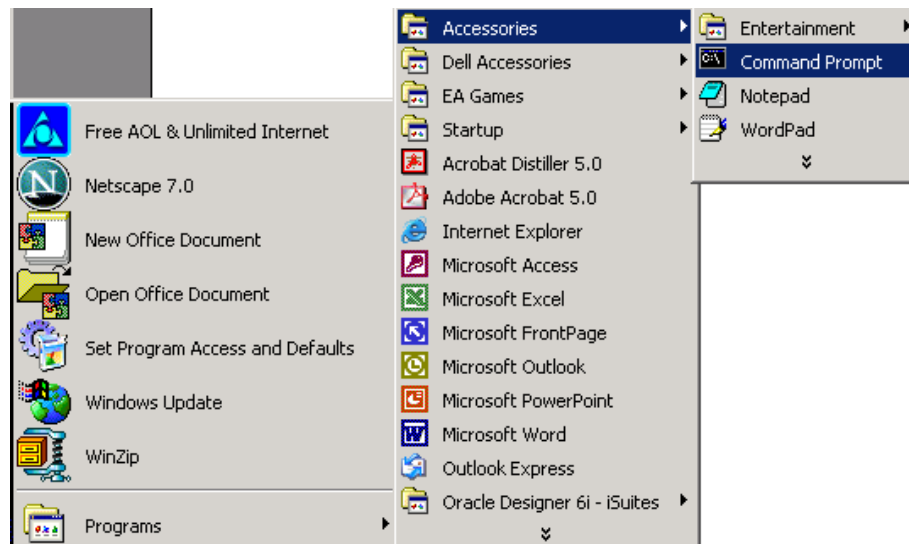 Free AOL & Unlimited Internet
Netscape 7.0
New Office Document
Open Office Document
Set Program Access and Defaults
Windows Update
WinZip
Programs
Accessories
Dell Accessories
EA Games
Startup
Acrobat Distiller 5.0
Adobe Acrobat 5.0
Internet Explorer
Microsoft Access
Microsoft Excel
Microsoft FrontPage
Microsoft Outlook
Microsoft PowerPoint
Microsoft Word
Outlook Express
Oracle Designer 6i - iSuites
Entertainment
Command Prompt
Notepad
WordPad